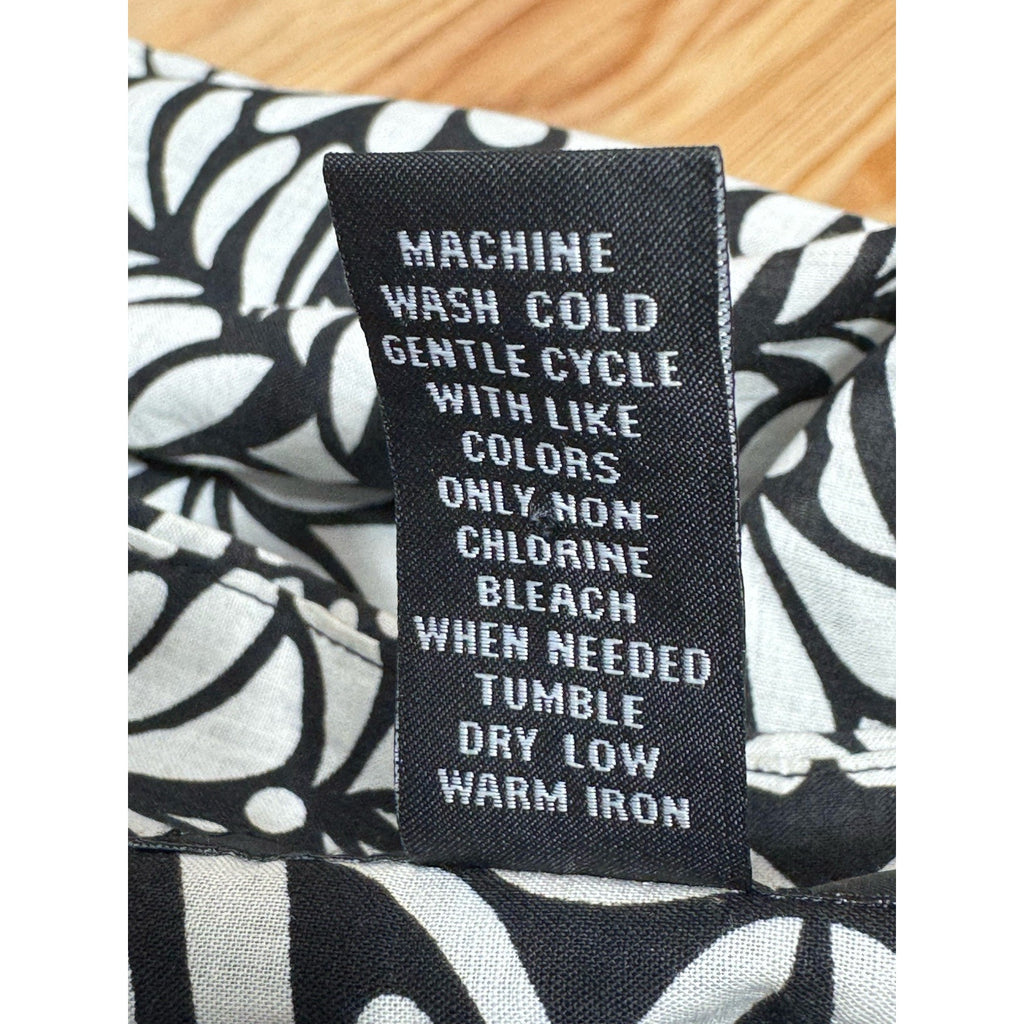 MACHINE
WASH COLD
GENTLE CYCLE
WITH LIKE
COLORS
ONLY NON-
CHLORINE
BLEACH
WHEN NEEDED
TUMBLE
DRY LOW
WARM IRON